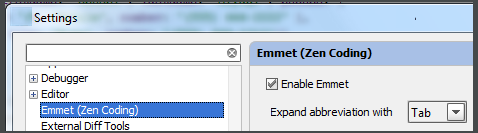 Settings
Emmet (Zen Coding)
Debugger
Enable Emmet
Editor
Emmet (Zen Coding)
Expand abbreviation with Tab
External Diff Tools